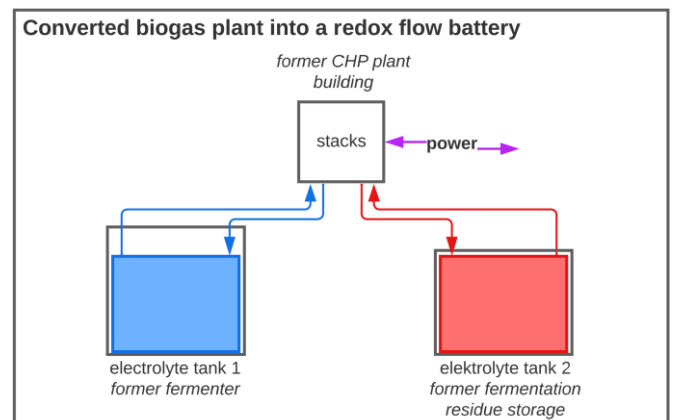 Converted biogas plant into a redox flow battery
former CHP plant
building
stacks
power
electrolyte tank 1
former fermenter
elektrolyte tank 2
former fermentation
residue storage